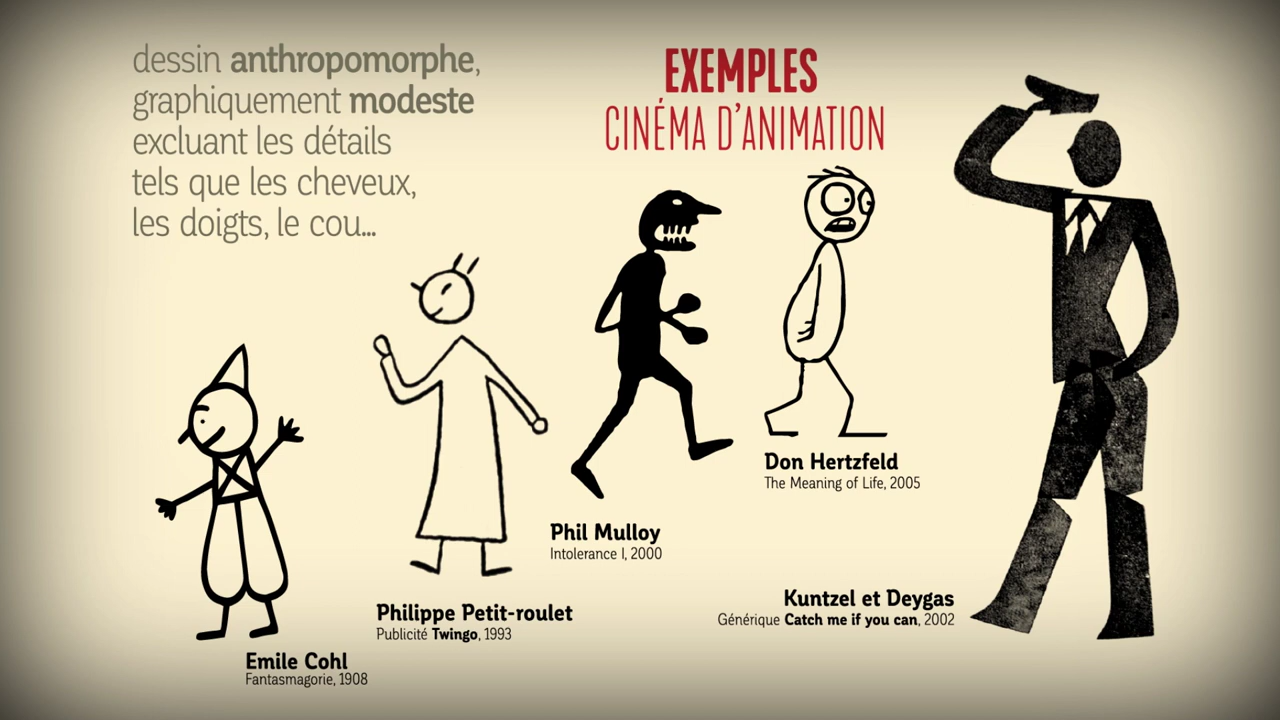 dessin anthropomorphe,
graphiquement modeste
excluant les détails
tels que les cheveux,
les doigts, le cou...
EXEMPLES
CINÉMA D'ANIMATION
Don Hertzfeld
The Meaning of Life, 2005
Phil Mulloy
Intolerance I, 2000
Kuntzel et Deygas
Générique Catch me if you can, 2002
Philippe Petit-roulet
Publicité Twingo, 1993
Emile Cohl
Fantasmagorie, 1908